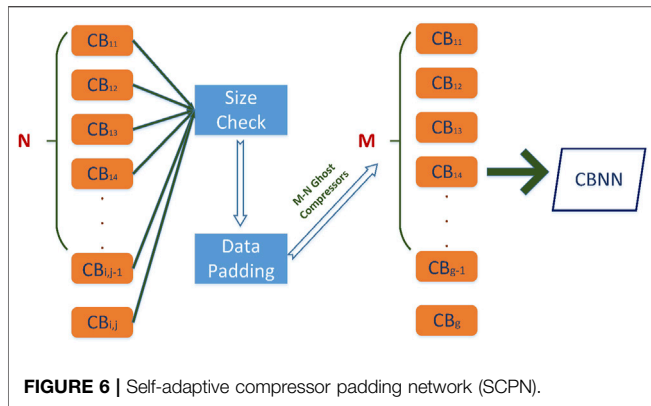 N
CB11
CB12
CB13
CB14
CBi,j-1
CBi,j
Size
Check
Data
Padding
M-N Ghost
Compressors
M
CB11
CB12
CB13
CB14
CBg-1
CBg
CBNN
FIGURE 6 | Self-adaptive compressor padding network (SCPN).